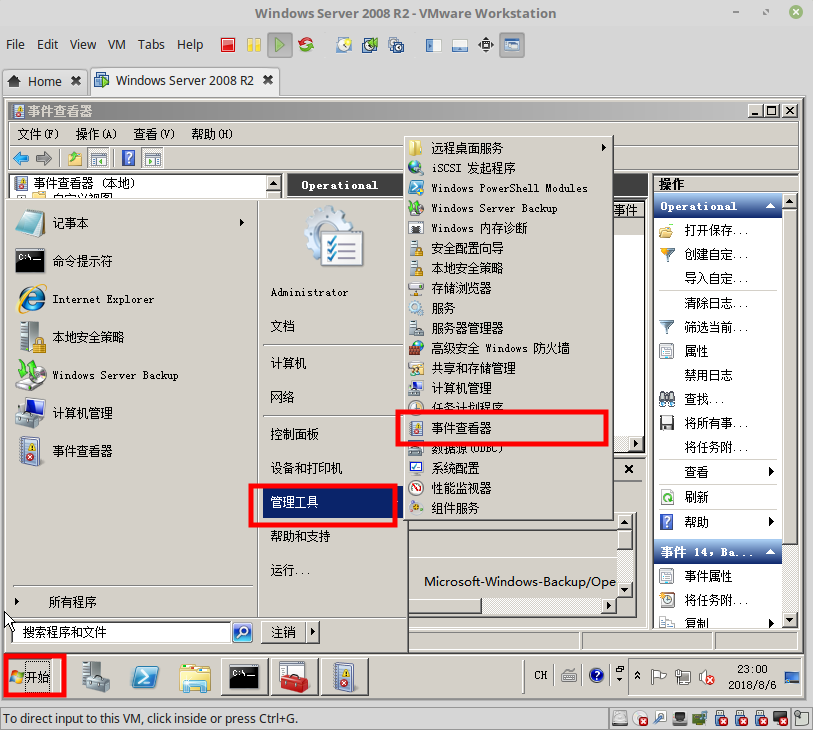 Windows Server 2008 R2 - VMware Workstation
File Edit View VM Tabs Help
Home
Windows Server 2008 R2
事件查看器
文件(F) 操作(A) 查看(V) 帮助(H)
事件查看器 (本地)
自定义视图
Operational
事件
记事本
命令提示符
Internet Explorer
本地安全策略
Windows Server Backup
计算机管理
事件查看器
所有程序
搜索程序和文件
Administrator
文档
计算机
网络
控制面板
设备和打印机
管理工具
帮助和支持
运行...
注销
远程桌面服务
iSCSI 发起程序
Windows PowerShell Modules
Windows Server Backup
Windows 内存诊断
安全配置向导
本地安全策略
存储浏览器
服务
服务器管理器
高级安全 Windows 防火墙
共享和存储管理
计算机管理
任务计划程序
事件查看器
数据源(ODBC)
系统配置
性能监视器
组件服务
Microsoft-Windows-Backup/Ope
操作
Operational
打开保存...
创建自定...
导入自定...
清除日志...
筛选当前...
属性
禁用日志
查找...
将所有事...
将任务附...
查看
刷新
帮助
事件 14，Ba...
事件属性
将任务附...
复制
开始
CH
23:00
2018/8/6
To direct input to this VM, click inside or press Ctrl+G.